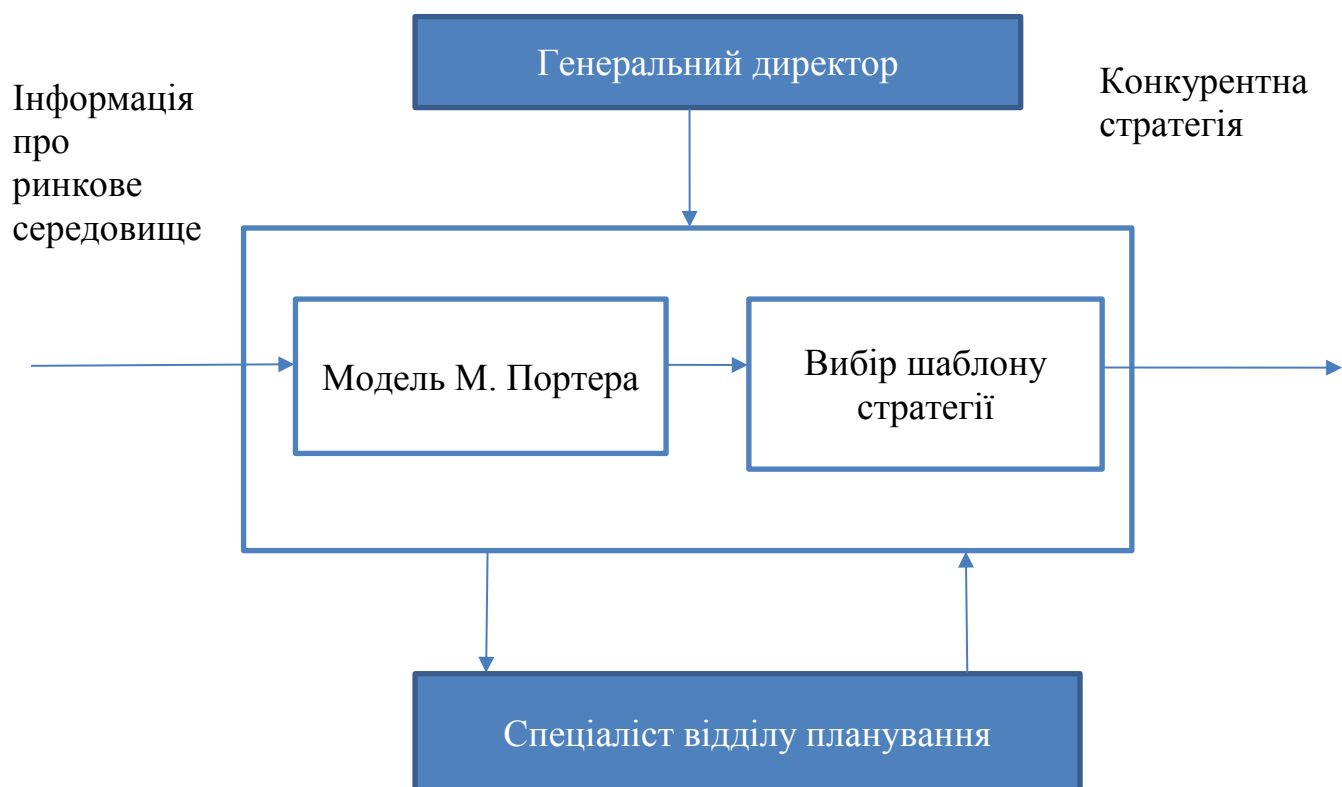 Генеральний директор
Інформація
про
ринкове
середовище
Конкурентна
стратегія
Модель М. Портера
Вибір шаблону
стратегії
Спеціаліст відділу планування